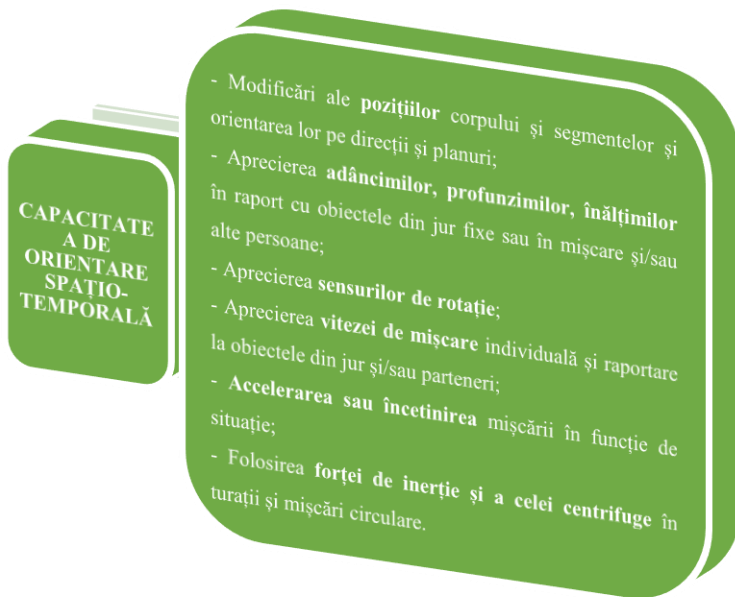 CAPACITATE
A DE
ORIENTARE
SPAȚIO-
TEMPORALĂ
- Modificări ale pozițiilor corpului și segmentelor și
orientarea lor pe direcții și planuri;
- Aprecierea adâncimilor, profunzimilor, înălțimilor
în raport cu obiectele din jur fixe sau în mișcare și/sau
alte persoane;
- Aprecierea sensurilor de rotație;
- Aprecierea vitezei de mișcare individuală și raportare
la obiectele din jur și/sau parteneri;
- Accelerarea sau încetinirea mișcării în funcție de
situație;
- Folosirea forței de inerție și a celei centrifuge în
turații și mișcări circulare.